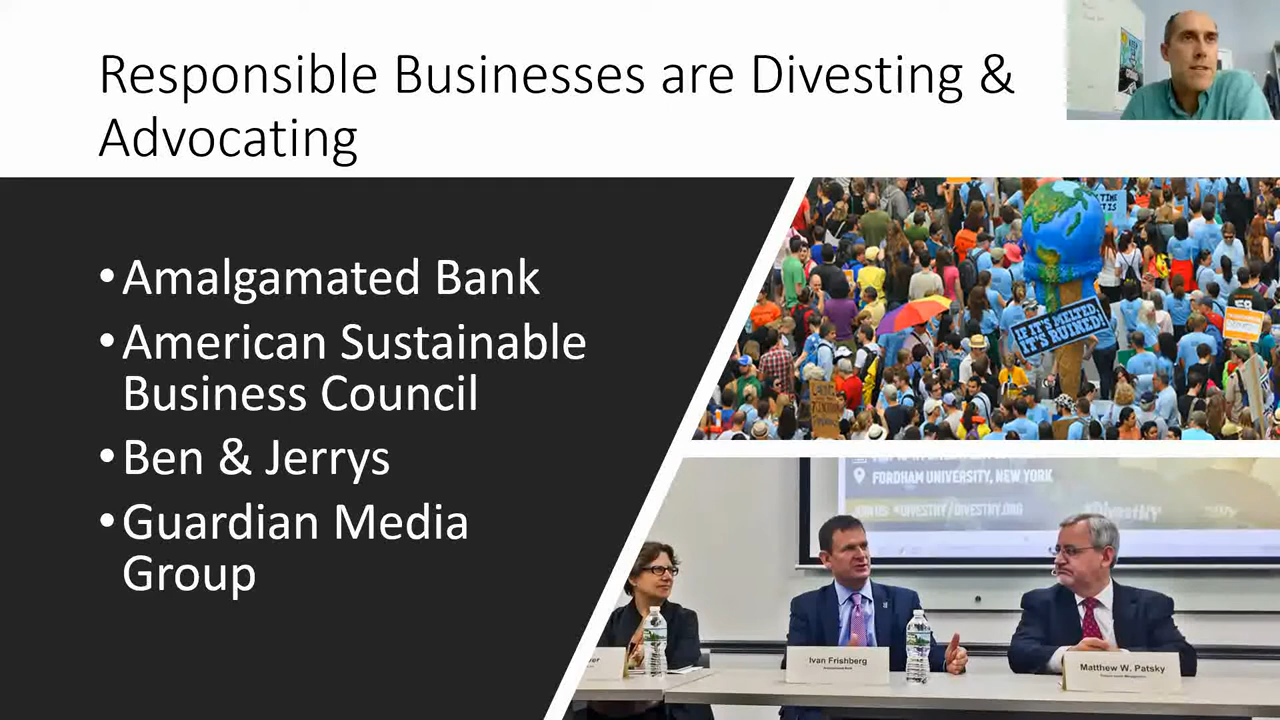 Responsible Businesses are Divesting &
Advocating
•Amalgamated Bank
•American Sustainable
Business Council
•Ben & Jerrys
•Guardian Media
Group
IF IT'S MELTED,
IT'S RUINED!
FORDHAM UNIVERSITY, NEW YORK
JOIN US: #DIVESTNY/DIVESTNY.ORG
#DivestNY
Ivan Frishberg
Matthew W. Patsky